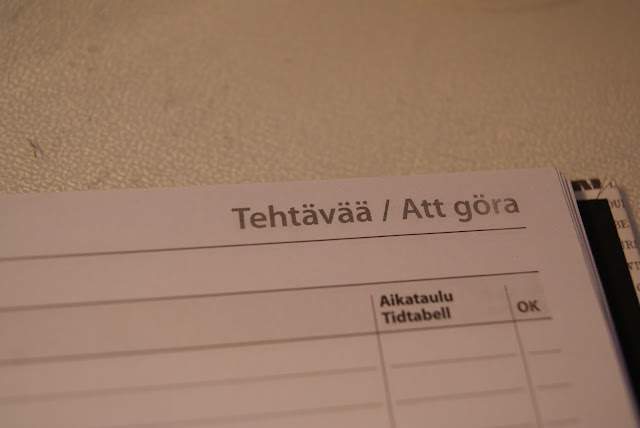 Tehtävää / Att göra
Aikataulu
Tidtabell
OK